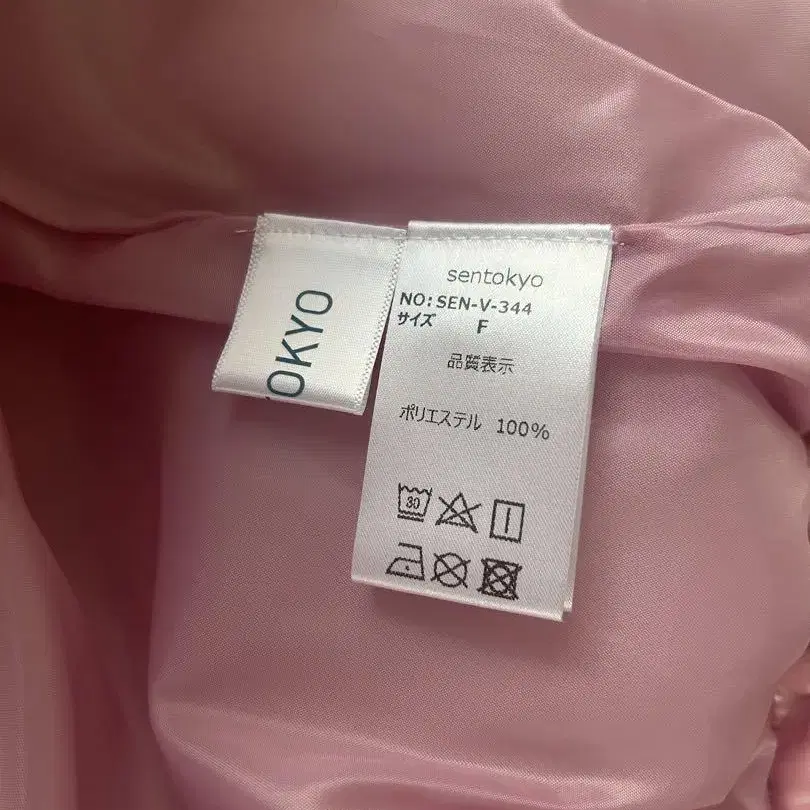 OKYO
sentokyo
NO: SEN-V-344
サイズ F
品質表示
ポリエステル 100%
30